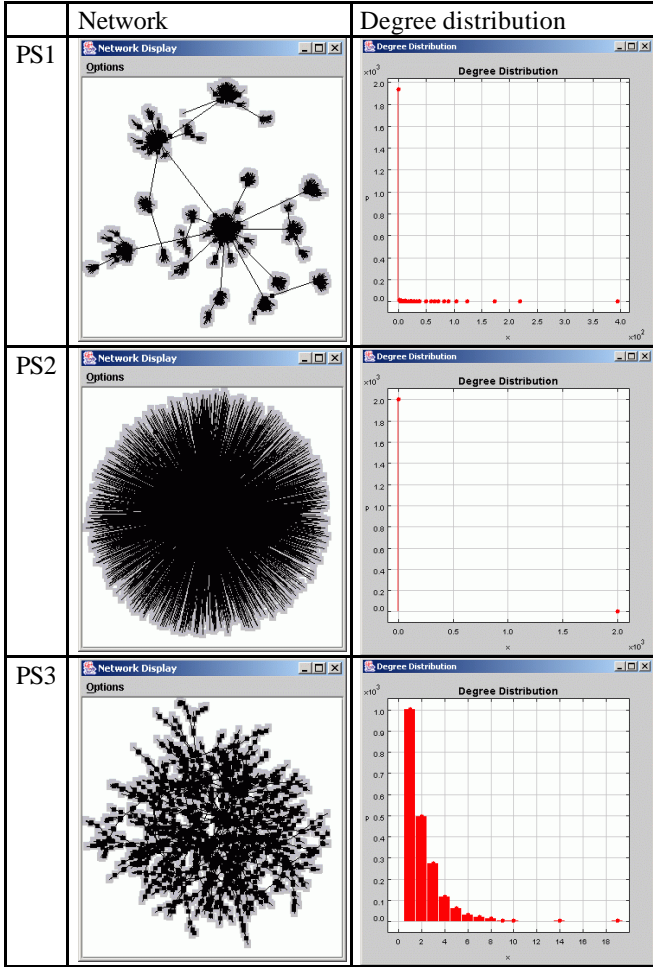 Network Degree distribution
PS1
Network Display
Options
Degree Distribution
Degree Distribution
×10³
2.0
1.8
1.6
1.4
1.2
1.0
P
0.8
0.6
0.4
0.2
0.0
0.0 0.5 1.0 1.5 2.0 2.5 3.0 3.5 4.0
×10²
x
PS2
Network Display
Options
Degree Distribution
Degree Distribution
×10³
2.0
1.8
1.6
1.4
1.2
P 1.0
0.8
0.6
0.4
0.2
0.0
0.0 0.5 1.0 1.5 2.0
x ×10³
PS3
Network Display
Options
Degree Distribution
Degree Distribution
×10³
1.0
0.9
0.8
0.7
0.6
P 0.5
0.4
0.3
0.2
0.1
0.0
0 2 4 6 8 10 12 14 16 18
x